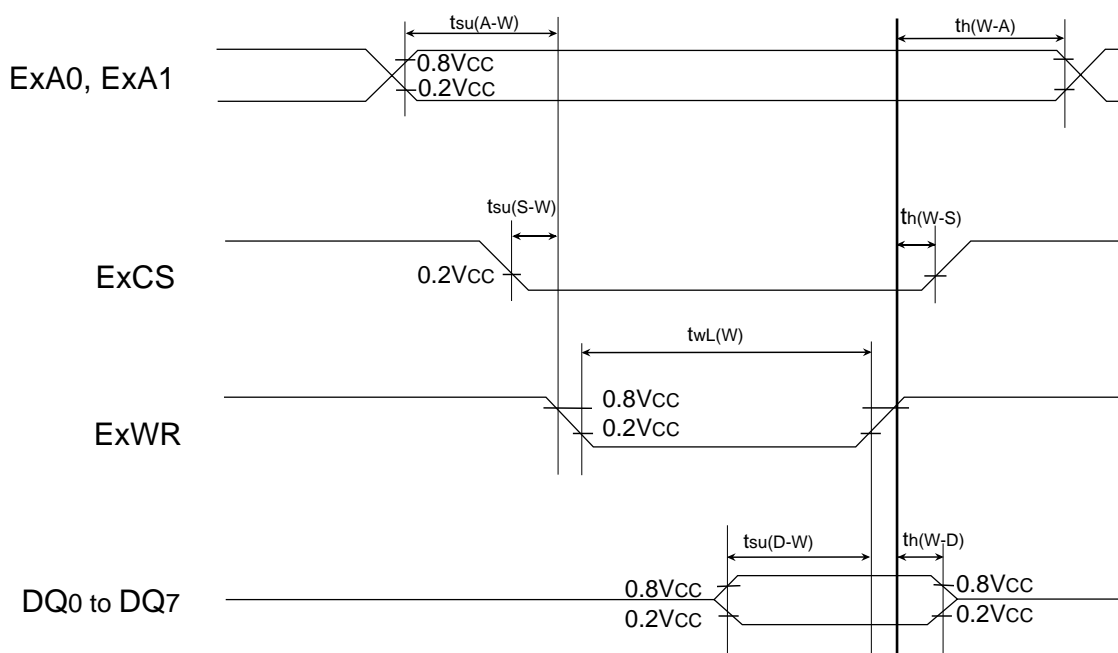 tsu(A-W)
th(W-A)
ExA0, ExA1
0.8VCC
0.2VCC
tsu(S-W)
th(W-S)
ExCS
0.2VCC
twL(W)
ExWR
0.8VCC
0.2VCC
tsu(D-W)
th(W-D)
DQ0 to DQ7
0.8VCC
0.2VCC
0.8VCC
0.2VCC